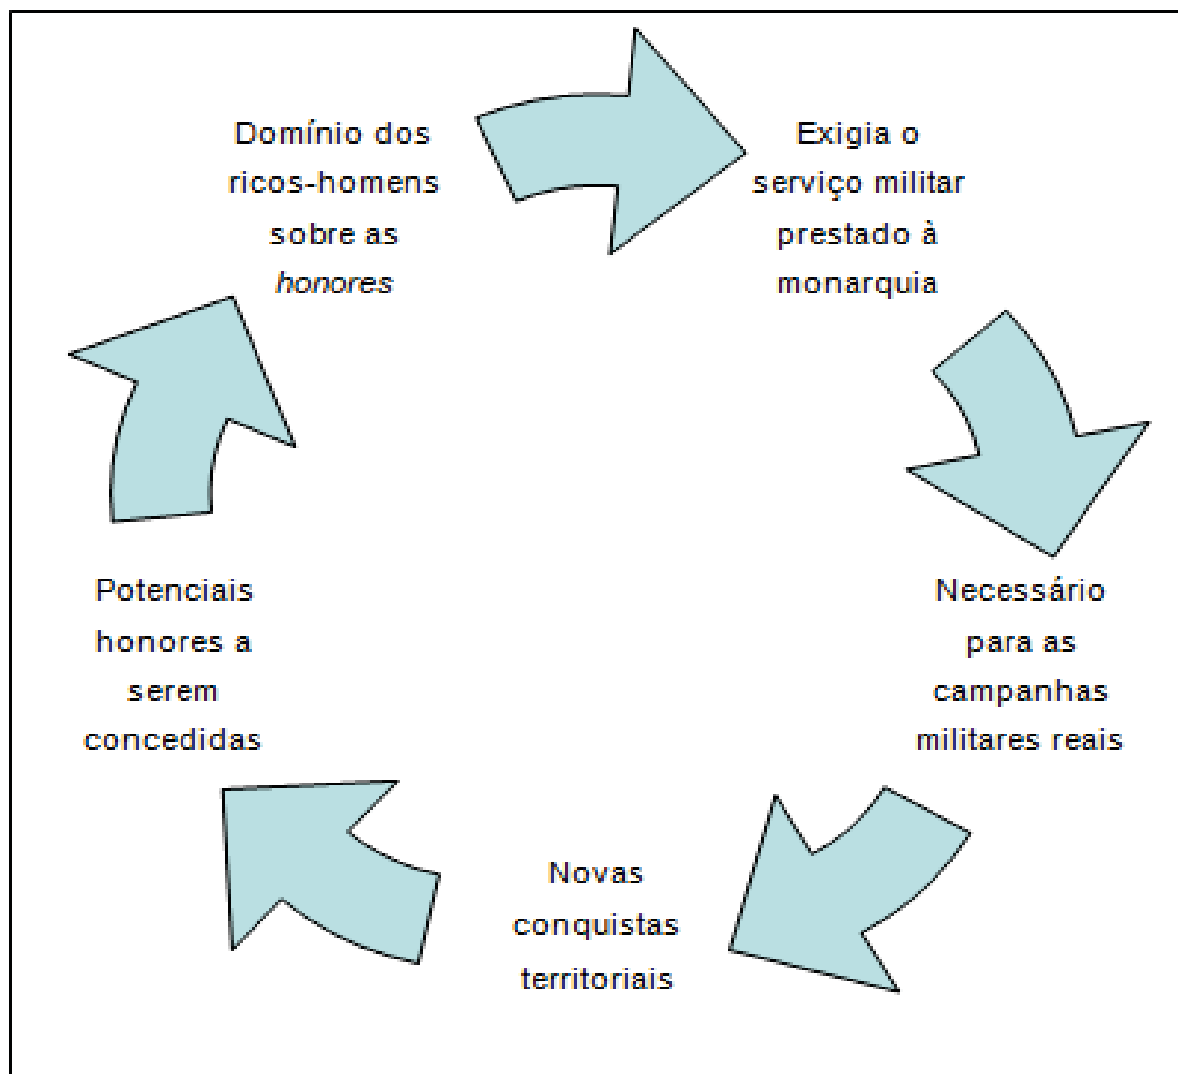 Domínio dos
ricos-homens
sobre as
honores
Exigia o
serviço militar
prestado à
monarquia
Necessário
para as
campanhas
militares reais
Novas
conquistas
territoriais
Potenciais
honores a
serem
concedidas